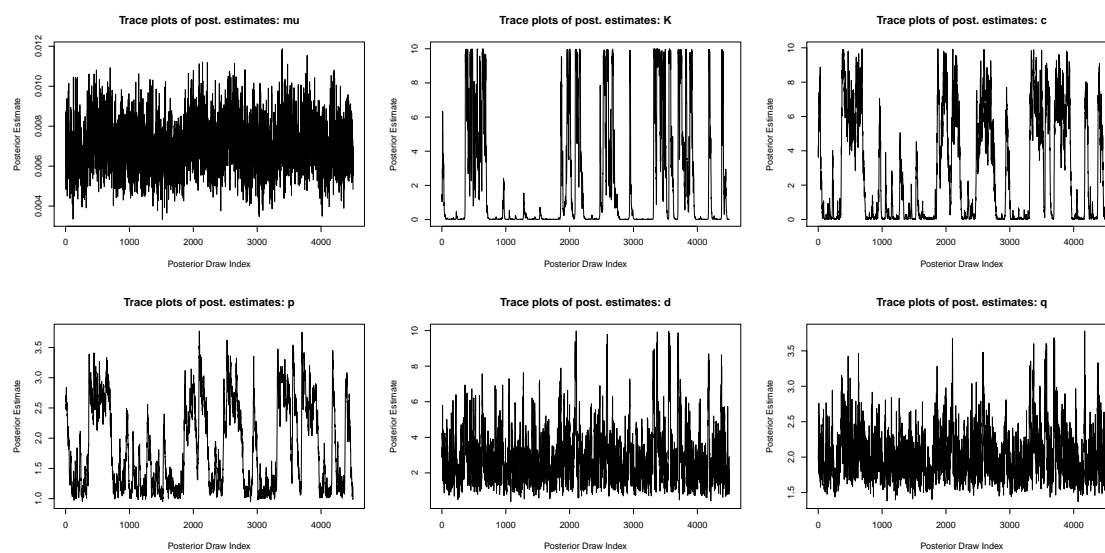 Trace plots of post. estimates: mu
Posterior Estimate
0.004 0.006 0.008 0.010 0.012
0 1000 2000 3000 4000
Posterior Draw Index
Trace plots of post. estimates: K
Posterior Estimate
0 2 4 6 8 10
0 1000 2000 3000 4000
Posterior Draw Index
Trace plots of post. estimates: c
Posterior Estimate
0 2 4 6 8 10
0 1000 2000 3000 4000
Posterior Draw Index
Trace plots of post. estimates: p
Posterior Estimate
1.0 1.5 2.0 2.5 3.0 3.5
0 1000 2000 3000 4000
Posterior Draw Index
Trace plots of post. estimates: d
Posterior Estimate
2 4 6 8 10
0 1000 2000 3000 4000
Posterior Draw Index
Trace plots of post. estimates: q
Posterior Estimate
1.5 2.0 2.5 3.0 3.5
0 1000 2000 3000 4000
Posterior Draw Index